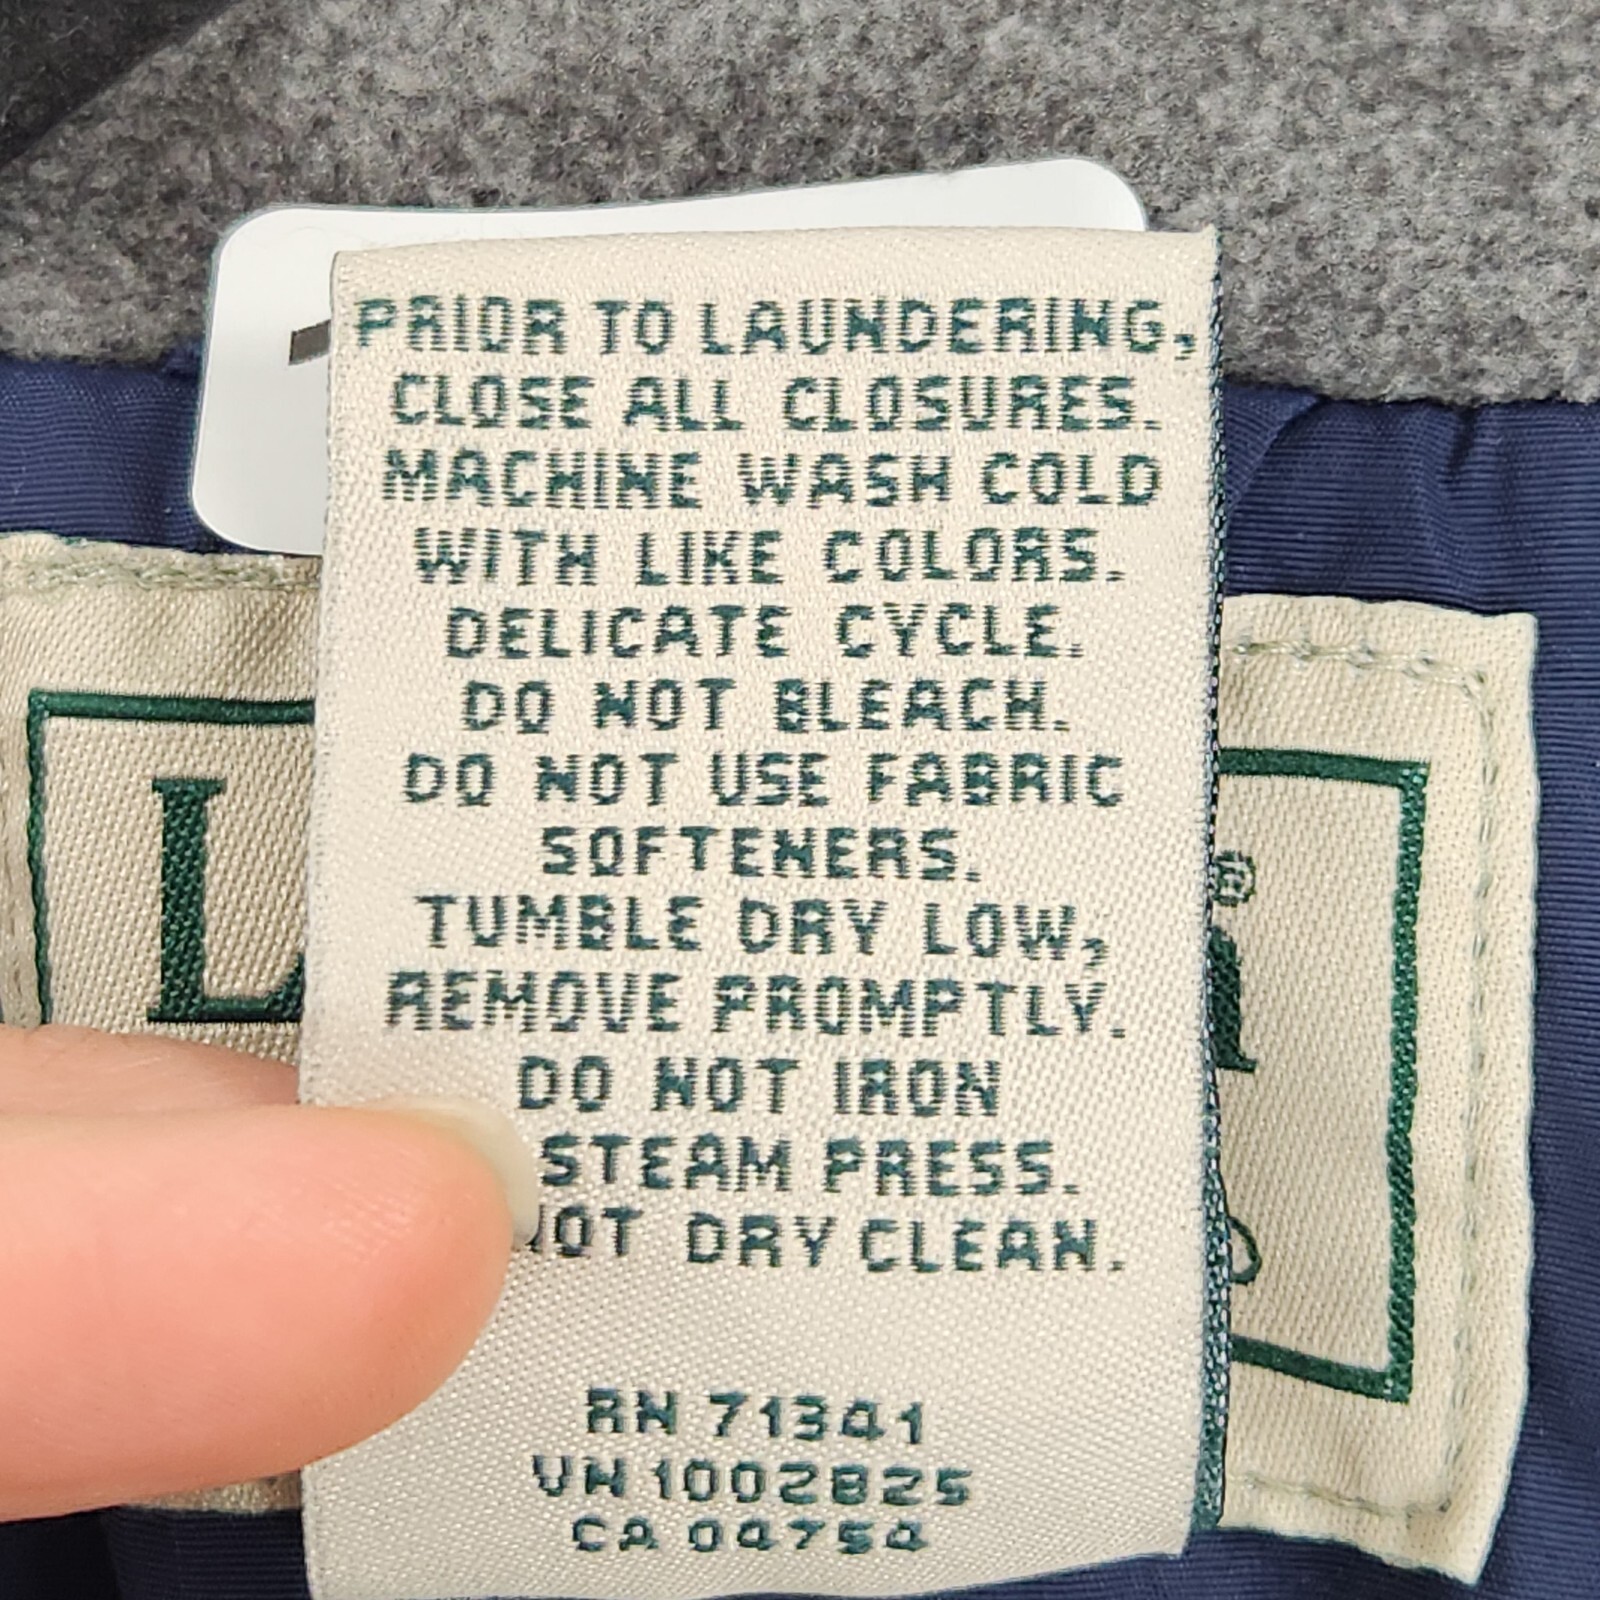 PRIOR TO LAUNDERING,
CLOSE ALL CLOSURES.
MACHINE WASH COLD
WITH LIKE COLORS.
DELICATE CYCLE.
DO NOT BLEACH.
DO NOT USE FABRIC
SOFTENERS.
TUMBLE DRY LOW,
REMOVE PROMPTLY.
DO NOT IRON
STEAM PRESS.
NOT DRY CLEAN.
RN 71341
VN 1002825
CA 04754
L
®